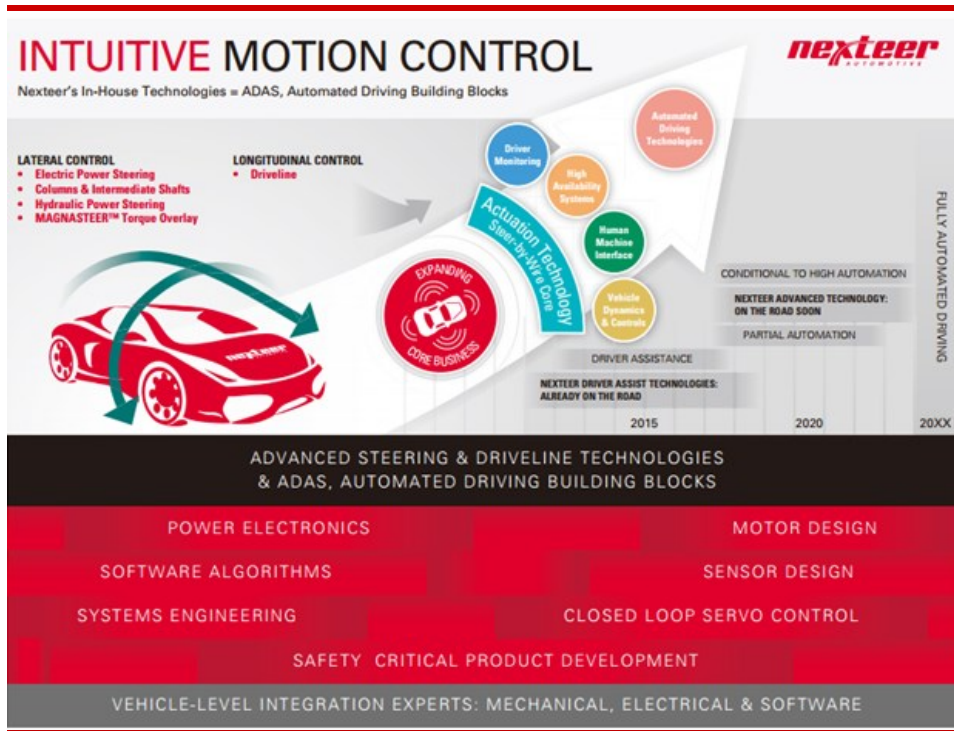 INTUITIVE MOTION CONTROL
nexteer
AUTOMOTIVE
Nexteer's In-House Technologies = ADAS, Automated Driving Building Blocks
LATERAL CONTROL
• Electric Power Steering
• Columns & Intermediate Shafts
• Hydraulic Power Steering
• MAGNASTEER™ Torque Overlay
LONGITUDINAL CONTROL
• Driveline
Driver
Monitoring
High
Availability
Systems
Automated
Driving
Technologies
Human
Machine
Interface
Vehicle
Dynamics
& Controls
Actuation Technology
Steer-by-Wire Core
EXPANDING
CORE BUSINESS
nexteer
CONDITIONAL TO HIGH AUTOMATION
NEXTEER ADVANCED TECHNOLOGY:
ON THE ROAD SOON
PARTIAL AUTOMATION
DRIVER ASSISTANCE
NEXTEER DRIVER ASSIST TECHNOLOGIES:
ALREADY ON THE ROAD
FULLY AUTOMATED DRIVING
2015
2020
20XX
ADVANCED STEERING & DRIVELINE TECHNOLOGIES
& ADAS, AUTOMATED DRIVING BUILDING BLOCKS
POWER ELECTRONICS
MOTOR DESIGN
SOFTWARE ALGORITHMS
SENSOR DESIGN
SYSTEMS ENGINEERING
CLOSED LOOP SERVO CONTROL
SAFETY CRITICAL PRODUCT DEVELOPMENT
VEHICLE-LEVEL INTEGRATION EXPERTS: MECHANICAL, ELECTRICAL & SOFTWARE